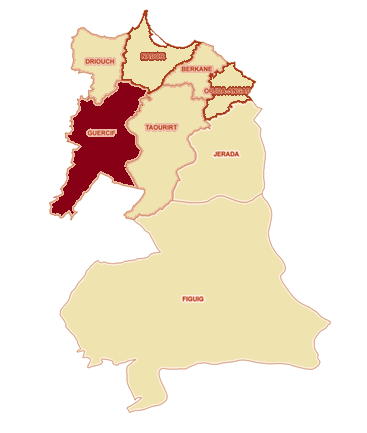 NADOR
DRIOUCH
BERKANE
GUERCIF
TAOURIRT
JERADA
FIGUIG